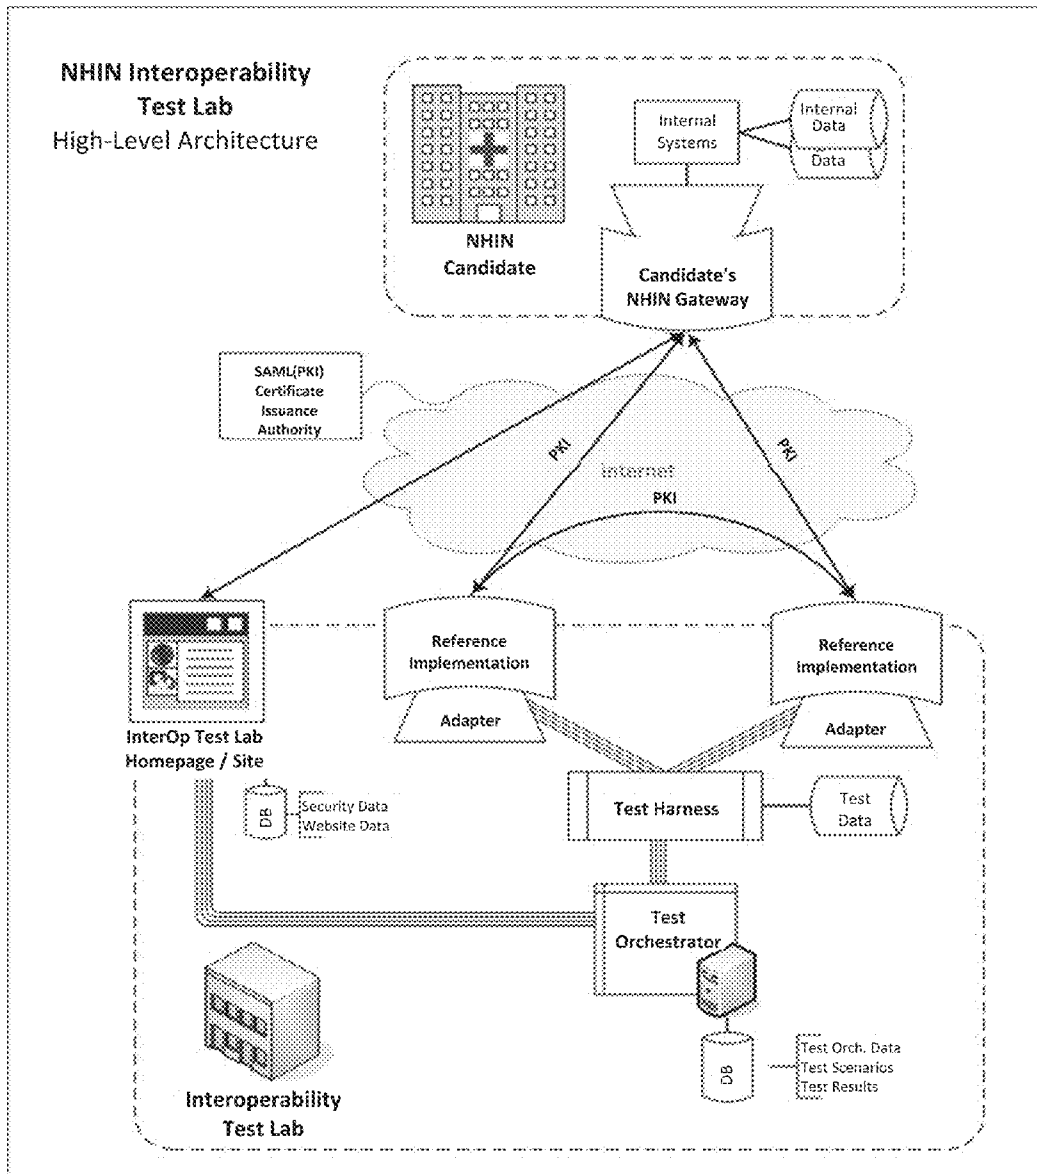 NHIN Interoperability
Test Lab
High-Level Architecture
Internal
Systems
Internal
Data
Data
NHIN
Candidate
Candidate's
NHIN Gateway
SAML(PKI)
Certificate
Issuance
Authority
PKI
PKI
Internet
PKI
Reference
Implementation
Adapter
Reference
Implementation
Adapter
InterOp Test Lab
Homepage / Site
DB
Security Data
Website Data
Test Harness
Test
Data
Test
Orchestrator
DB
Test Orch. Data
Test Scenarios
Test Results
Interoperability
Test Lab